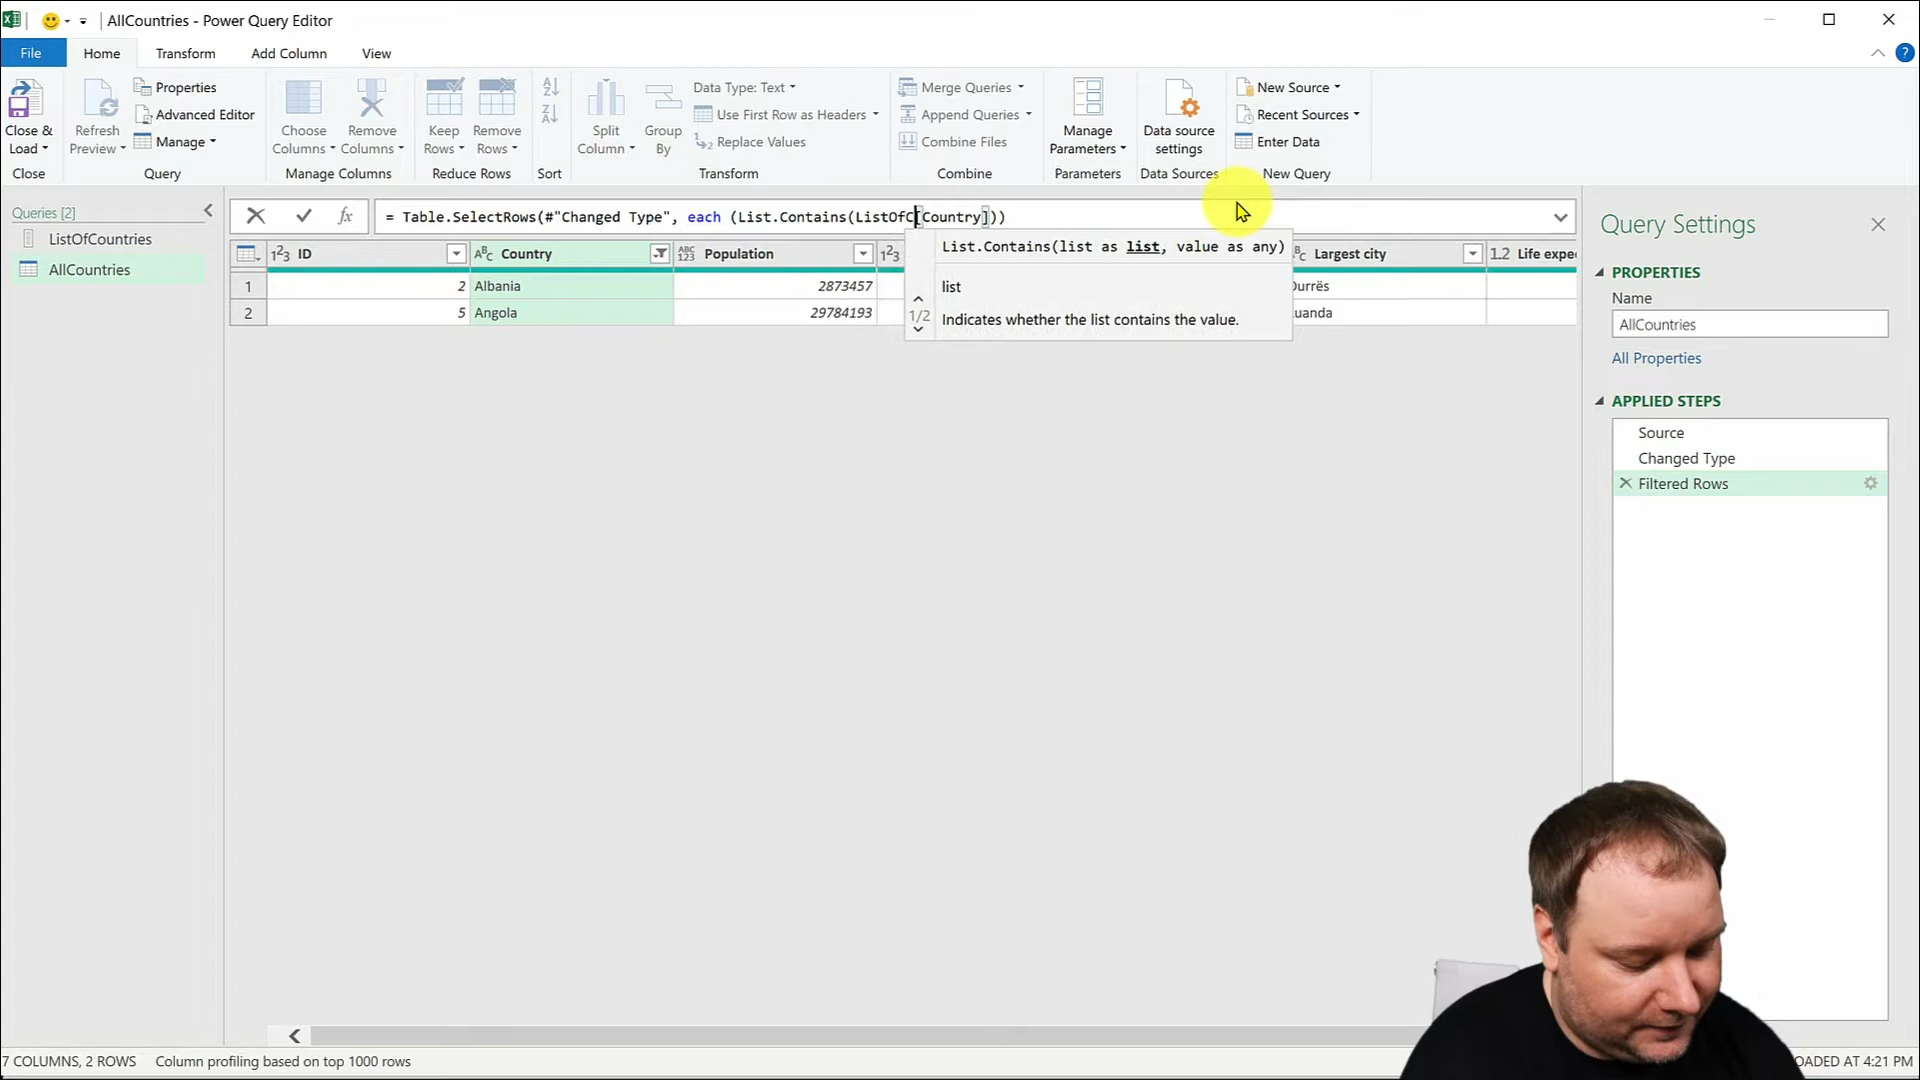 AllCountries - Power Query Editor
File Home Transform Add Column View
Close & Load
Close
Refresh Preview
Properties
Advanced Editor
Manage
Query
Choose Columns
Remove Columns
Manage Columns
Keep Rows
Remove Rows
Reduce Rows
Sort
Split Column
Group By
Data Type: Text
Use First Row as Headers
Replace Values
Transform
Merge Queries
Append Queries
Combine Files
Combine
Manage Parameters
Parameters
Data source settings
Data Sources
New Source
Recent Sources
Enter Data
New Query
Queries [2]
ListOfCountries
AllCountries
= Table.SelectRows(#"Changed Type", each (List.Contains(ListOfC[Country]))
List.Contains(list as list, value as any)
list
1/2
Indicates whether the list contains the value.
ID Country Population Largest city
1 2 Albania 2873457
2 5 Angola 29784193
Query Settings
PROPERTIES
Name
AllCountries
All Properties
APPLIED STEPS
Source
Changed Type
Filtered Rows
7 COLUMNS, 2 ROWS Column profiling based on top 1000 rows
AT 4:21 PM